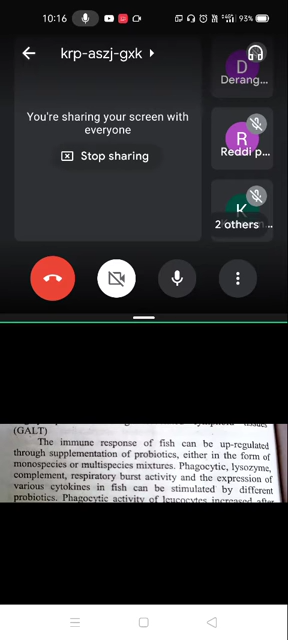 10:16
93%
krp-aszj-gxk
You're sharing your screen with
everyone
Stop sharing
D
Derang...
R
Reddi p...
K
2 others
(GALT)
The immune response of fish can be up-regulated
through supplementation of probiotics, either in the form of
monospecies or multispecies mixtures. Phagocytic, lysozyme,
complement, respiratory burst activity and the expression of
various cytokines in fish can be stimulated by different
probiotics. Phagocytic activity of leucocytes increased after